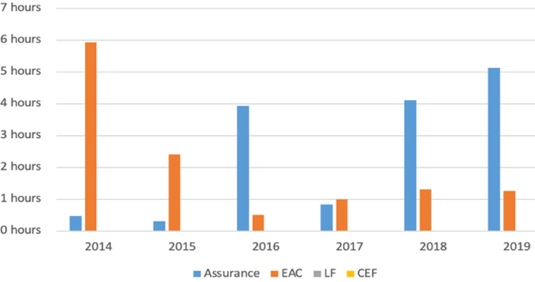 7 hours
6 hours
5 hours
4 hours
3 hours
2 hours
1 hours
0 hours
2014 2015 2016 2017 2018 2019
Assurance EAC LF CEF